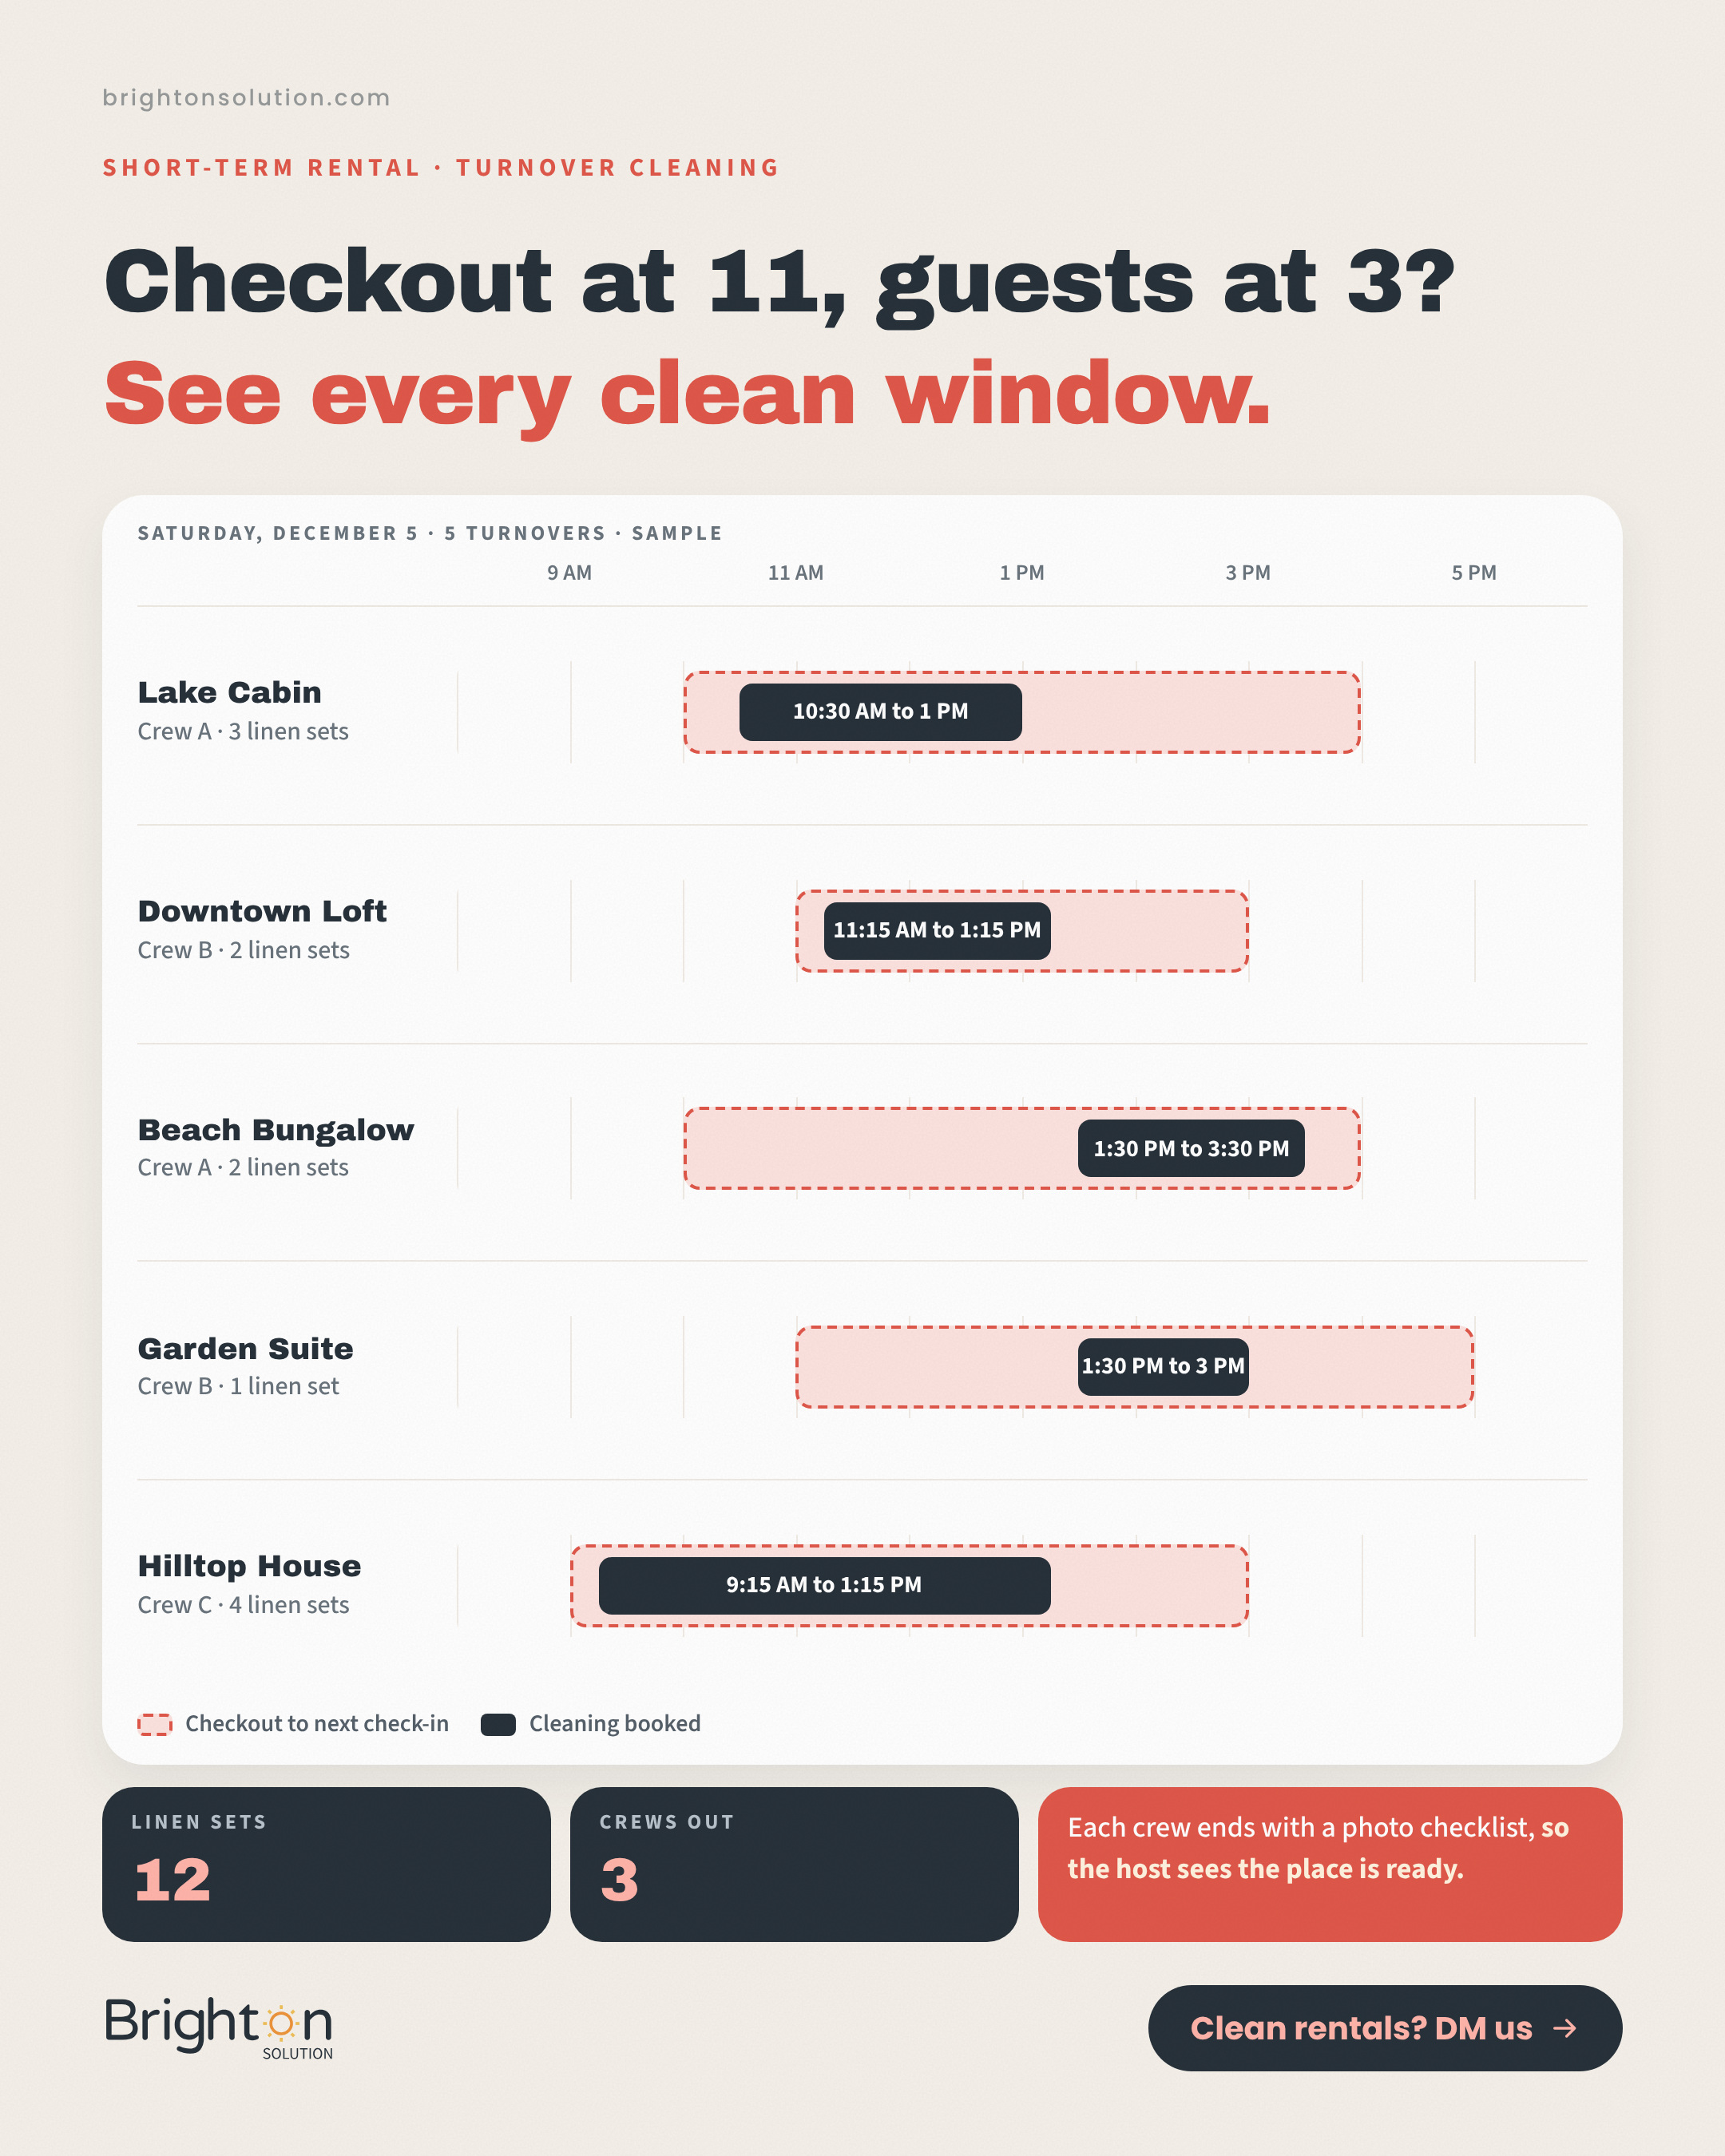 brightonsolution.com
SHORT-TERM RENTAL · TURNOVER CLEANING
Checkout at 11, guests at 3?
See every clean window.
SATURDAY, DECEMBER 5 · 5 TURNOVERS · SAMPLE
9 AM 11 AM 1 PM 3 PM 5 PM
Lake Cabin
Crew A · 3 linen sets
10:30 AM to 1 PM
Downtown Loft
Crew B · 2 linen sets
11:15 AM to 1:15 PM
Beach Bungalow
Crew A · 2 linen sets
1:30 PM to 3:30 PM
Garden Suite
Crew B · 1 linen set
1:30 PM to 3 PM
Hilltop House
Crew C · 4 linen sets
9:15 AM to 1:15 PM
Checkout to next check-in
Cleaning booked
LINEN SETS
12
CREWS OUT
3
Each crew ends with a photo checklist, so
the host sees the place is ready.
Brighton
SOLUTION
Clean rentals? DM us →